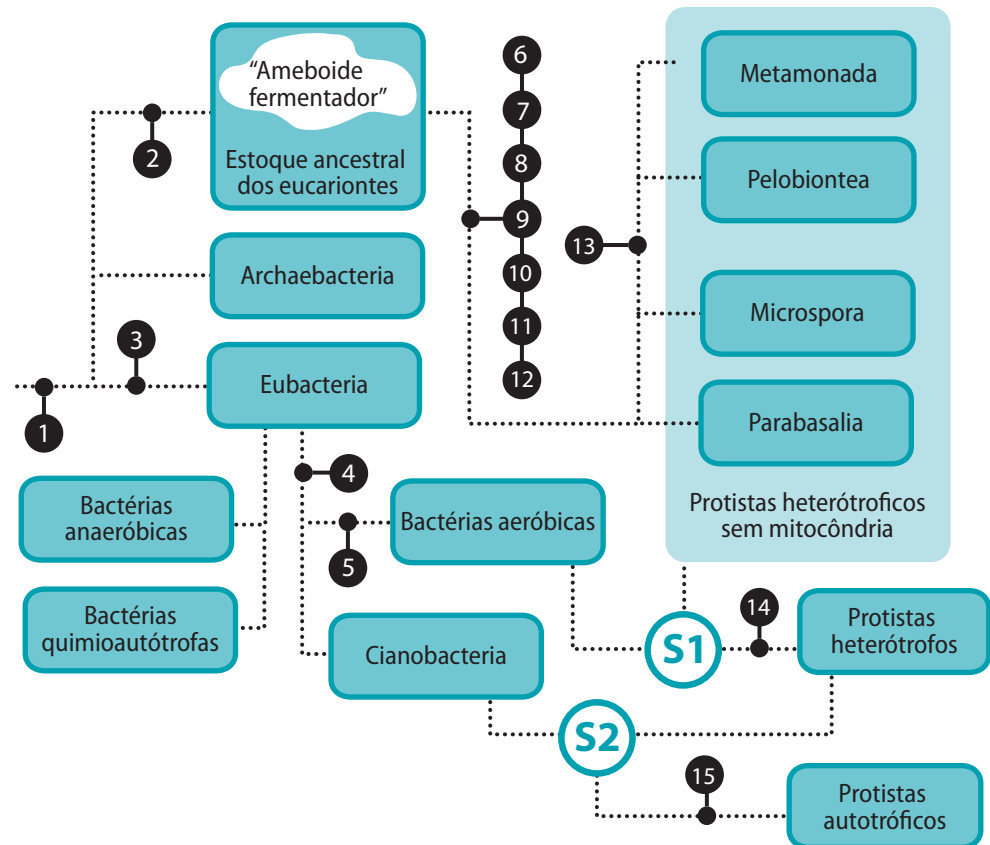 "Ameboide
fermentador"
Estoque ancestral
dos eucariontes
2
Archaebacteria
3
Eubacteria
1
4
Bactérias
anaeróbicas
Bactérias aeróbicas
5
Bactérias
quimioautótrofas
Cianobacteria
6
7
8
9
10
11
12
13
Metamonada
Pelobiontea
Microspora
Parabasalia
Protistas heterótroficos
sem mitocôndria
S1
14
Protistas
heterótrofos
S2
15
Protistas
autotróficos